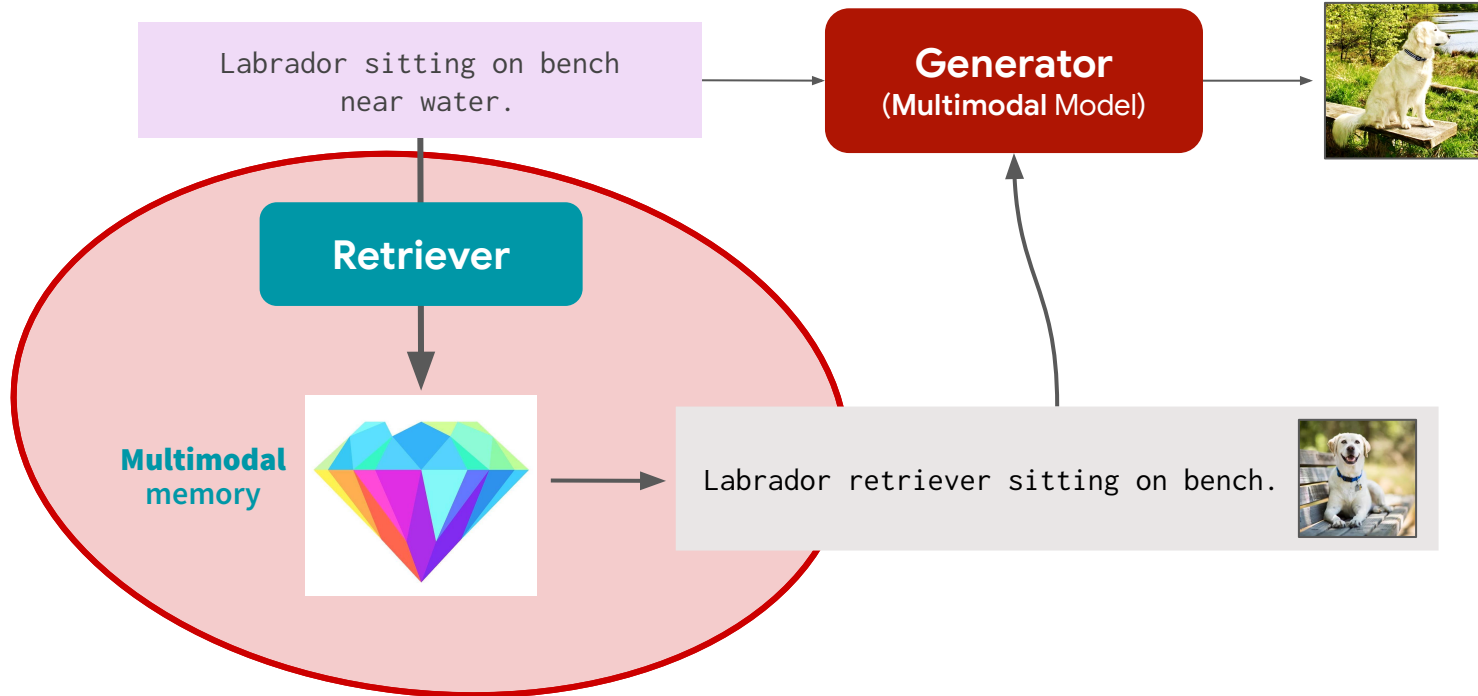 Labrador sitting on bench
near water.
Generator
(Multimodal Model)
Retriever
Multimodal
memory
Labrador retriever sitting on bench.